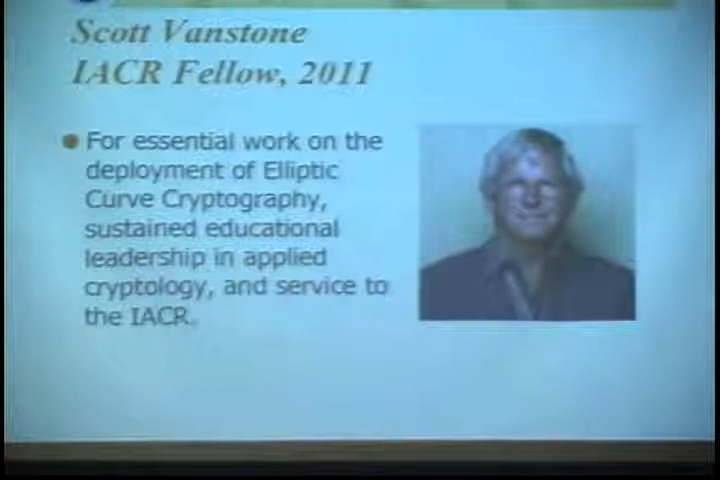 Scott Vanstone
IACR Fellow, 2011
For essential work on the
deployment of Elliptic
Curve Cryptography,
sustained educational
leadership in applied
cryptology, and service to
the IACR.